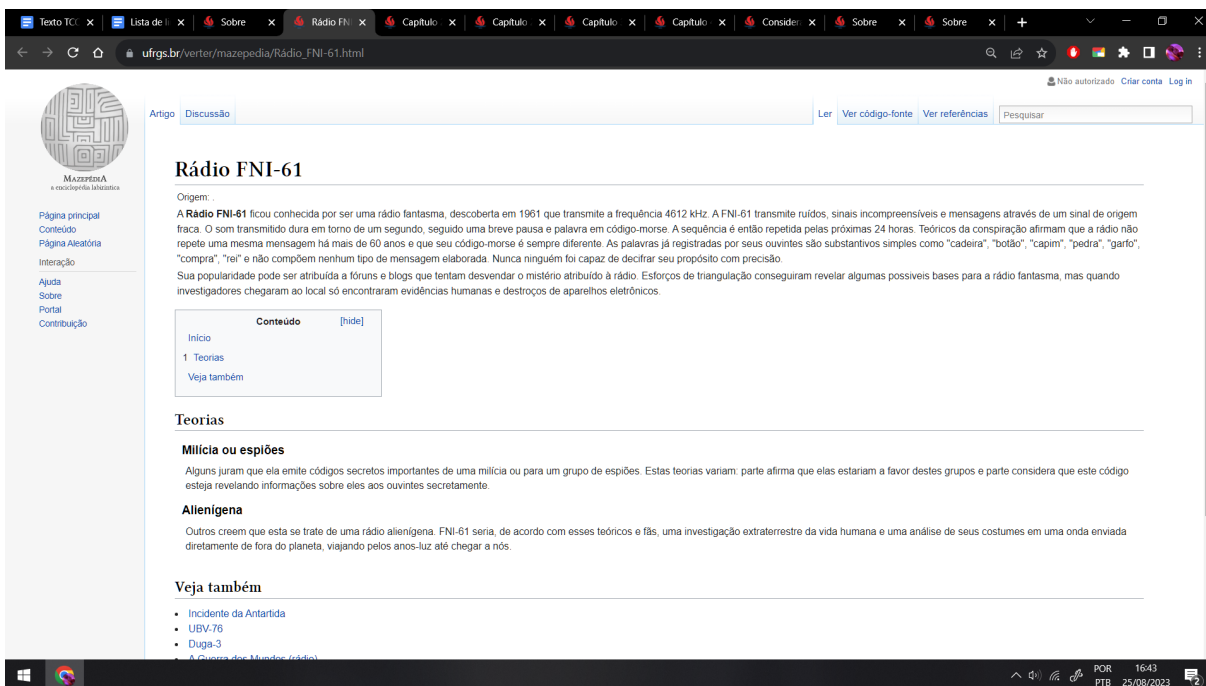 Texto TCC
Lista de li
Sobre
Rádio FNI
Capítulo
Capítulo
Capítulo
Capítulo
Consider
Sobre
Sobre
ufrgs.br/verter/mazepedia/Rádio_FNI-61.html
Não autorizado Criar conta Log in
Artigo Discussão
Ler Ver código-fonte Ver referências Pesquisar
MAZEPÉDIA
a enciclopédia labiríntica
Página principal
Conteúdo
Página Aleatória
Interação
Ajuda
Sobre
Portal
Contribuição
Rádio FNI-61
Origem: .
A Rádio FNI-61 ficou conhecida por ser uma rádio fantasma, descoberta em 1961 que transmite a frequência 4612 kHz. A FNI-61 transmite ruídos, sinais incompreensíveis e mensagens através de um sinal de origem
fraca. O som transmitido dura em torno de um segundo, seguido uma breve pausa e palavra em código-morse. A sequência é então repetida pelas próximas 24 horas. Teóricos da conspiração afirmam que a rádio não
repete uma mesma mensagem há mais de 60 anos e que seu código-morse é sempre diferente. As palavras já registradas por seus ouvintes são substantivos simples como "cadeira", "botão", "capim", "pedra", "garfo",
"compra", "rei" e não compõem nenhum tipo de mensagem elaborada. Nunca ninguém foi capaz de decifrar seu propósito com precisão.
Sua popularidade pode ser atribuída a fóruns e blogs que tentam desvendar o mistério atribuído à rádio. Esforços de triangulação conseguiram revelar algumas possiveis bases para a rádio fantasma, mas quando
investigadores chegaram ao local só encontraram evidências humanas e destroços de aparelhos eletrônicos.
Conteúdo [hide]
Início
1 Teorias
Veja também
Teorias
Milícia ou espiões
Alguns juram que ela emite códigos secretos importantes de uma milícia ou para um grupo de espiões. Estas teorias variam: parte afirma que elas estariam a favor destes grupos e parte considera que este código
esteja revelando informações sobre eles aos ouvintes secretamente.
Alienígena
Outros creem que esta se trate de uma rádio alienígena. FNI-61 seria, de acordo com esses teóricos e fãs, uma investigação extraterrestre da vida humana e uma análise de seus costumes em uma onda enviada
diretamente de fora do planeta, viajando pelos anos-luz até chegar a nós.
Veja também
Incidente da Antartida
UBV-76
Duga-3
A Guerra dos Mundos (rádio)
POR 16:43
PTB 25/08/2023
2